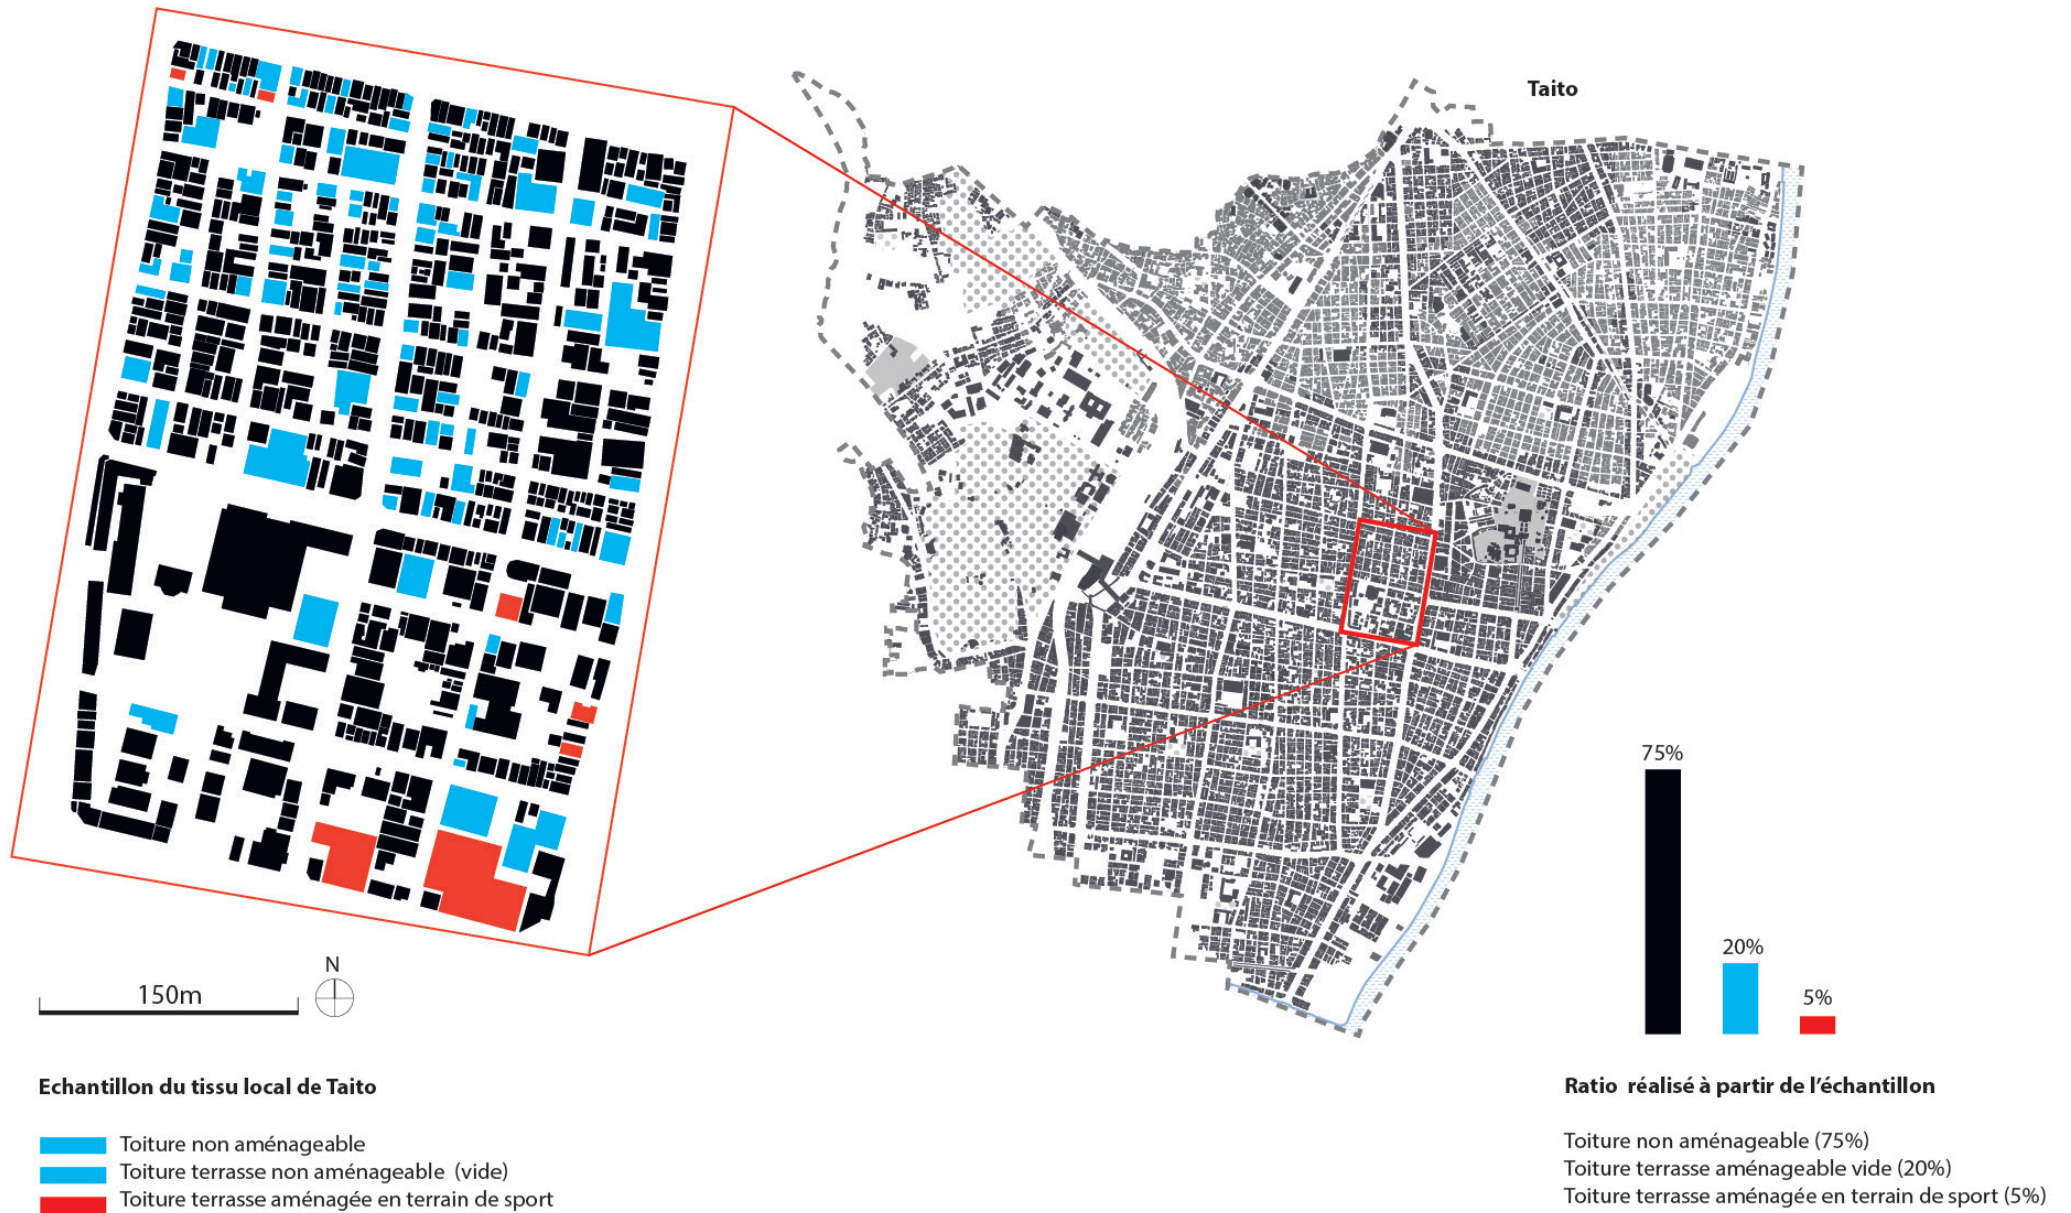 Taito
75%
20%
5%
N
150m
Echantillon du tissu local de Taito
Toiture non aménageable
Toiture terrasse non aménageable (vide)
Toiture terrasse aménagée en terrain de sport
Ratio réalisé à partir de l’échantillon
Toiture non aménageable (75%)
Toiture terrasse aménageable vide (20%)
Toiture terrasse aménagée en terrain de sport (5%)